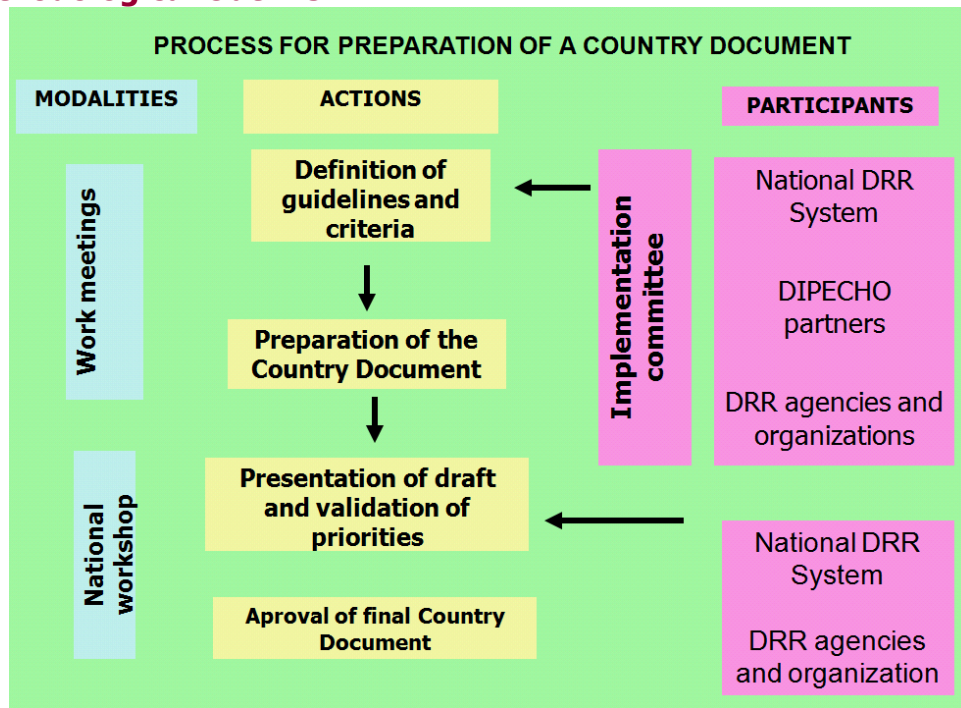 PROCESS FOR PREPARATION OF A COUNTRY DOCUMENT
MODALITIES
ACTIONS
PARTICIPANTS
Work meetings
Definition of
guidelines and
criteria
Implementation
committee
National DRR
System
DIPECHO
partners
DRR agencies and
organizations
Preparation of the
Country Document
National
workshop
Presentation of draft
and validation of
priorities
National DRR
System
DRR agencies
and organization
Aproval of final Country
Document